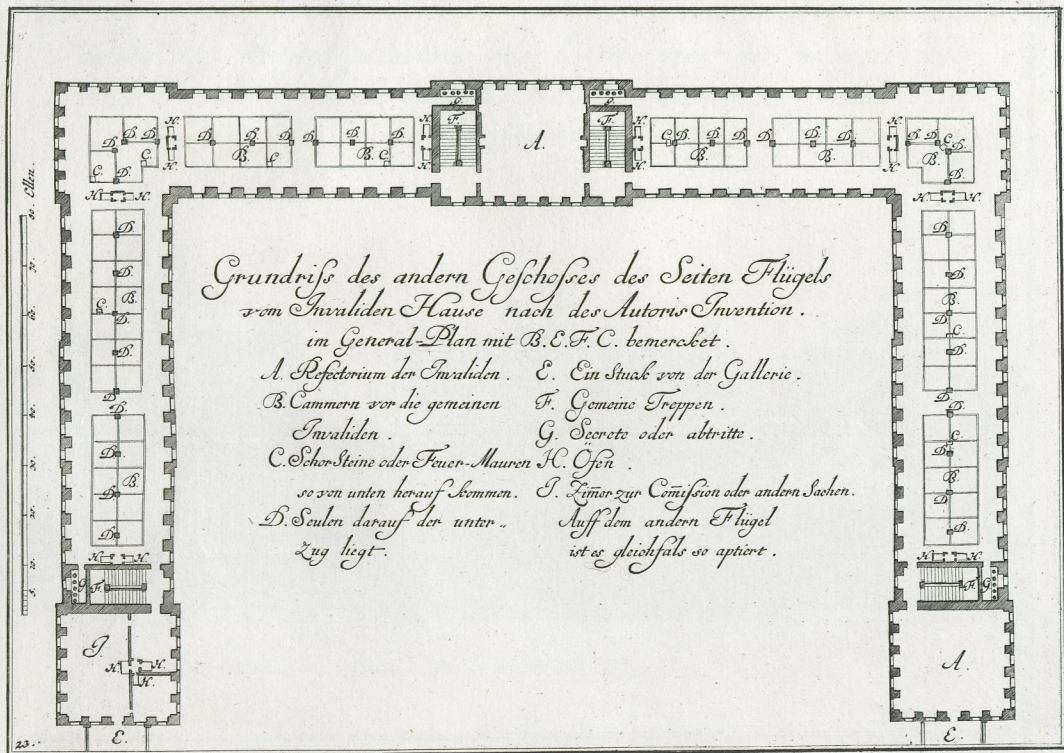 Grundriss des andern Geschosses des Seiten Flügels
vom Invaliden Hause nach des Autoris Invention.
im General-Plan mit B.E.F.C. bemercket.
A. Refectorium der Invaliden.
B. Cammern vor die gemeinen
Invaliden.
C. Schorsteine oder Feuer-Mauren
so von unten herauf kommen.
D. Seulen darauf der unter„
zug liegt.
E. Ein Stuck von der Gallerie.
F. Gemeine Treppen.
G. Secrete oder abtritte.
H. Öfen.
J. Zim̄er zur Com̄ission oder andern Sachen.
Auff dem andern Flügel
ist es gleichfals so aptiert.
Ellen.
A.
J.
A.
E.
E.
23.